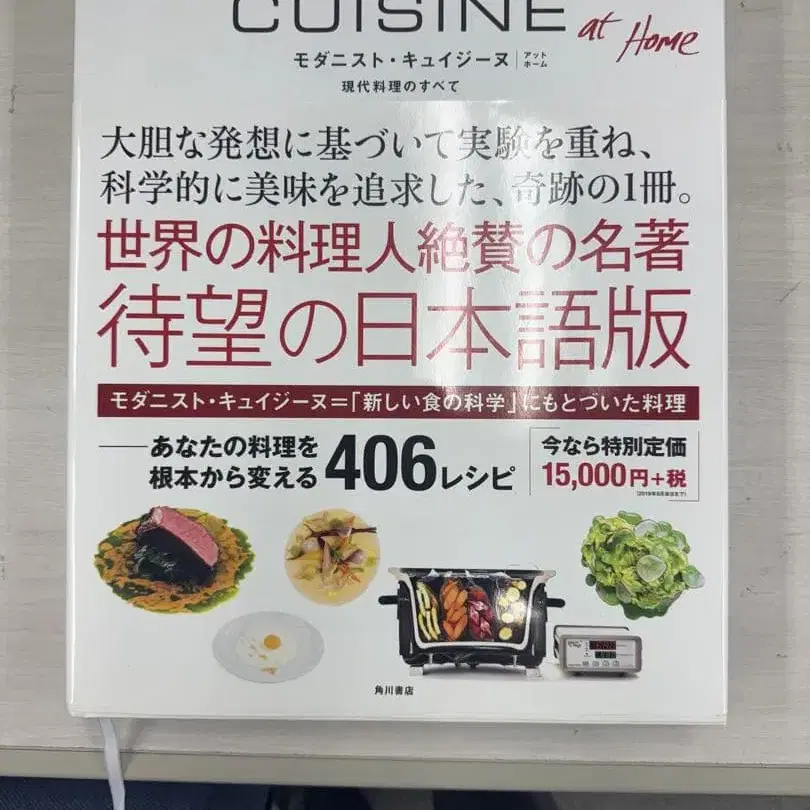 CUISINE
at Home
モダニスト・キュイジーヌ アットホーム
現代料理のすべて
大胆な発想に基づいて実験を重ね、
科学的に美味を追求した、奇跡の1冊。
世界の料理人絶賛の名著
待望の日本語版
モダニスト・キュイジーヌ=「新しい食の科学」にもとづいた料理
あなたの料理を
根本から変える406レシピ
今なら特別定価
15,000円+税
角川書店